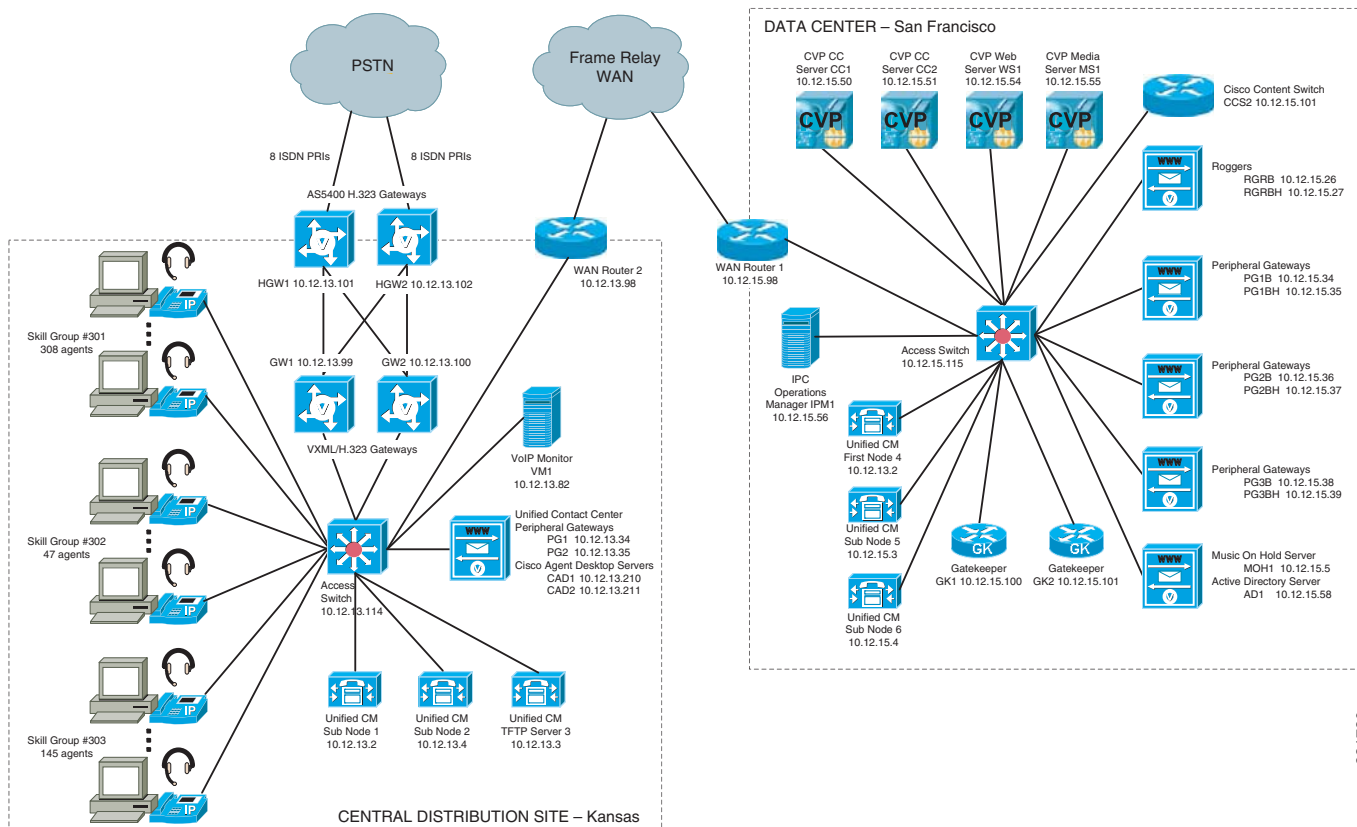 PSTN
Frame Relay
WAN
8 ISDN PRIs
8 ISDN PRIs
AS5400 H.323 Gateways
HGW1 10.12.13.101
HGW2 10.12.13.102
GW1 10.12.13.99
GW2 10.12.13.100
VXML/H.323 Gateways
WAN Router 2
10.12.13.98
WAN Router 1
10.12.15.98
Skill Group #301
308 agents
IP
IP
Skill Group #302
47 agents
IP
IP
Skill Group #303
145 agents
IP
IP
V
V
V
V
VoIP Monitor
VM1
10.12.13.82
WWW
V
Unified Contact Center
Peripheral Gateways
PG1 10.12.13.34
PG2 10.12.13.35
Cisco Agent Desktop Servers
CAD1 10.12.13.210
CAD2 10.12.13.211
Access
Switch
10.12.13.114
Unified CM
Sub Node 1
10.12.13.2
Unified CM
Sub Node 2
10.12.13.4
Unified CM
TFTP Server 3
10.12.13.3
CENTRAL DISTRIBUTION SITE – Kansas
DATA CENTER – San Francisco
CVP CC
Server CC1
10.12.15.50
CVP CC
Server CC2
10.12.15.51
CVP Web
Server WS1
10.12.15.54
CVP Media
Server MS1
10.12.15.55
CVP
CVP
CVP
CVP
Cisco Content Switch
CCS2 10.12.15.101
WWW
V
Roggers
RGRB 10.12.15.26
RGRBH 10.12.15.27
WWW
V
Peripheral Gateways
PG1B 10.12.15.34
PG1BH 10.12.15.35
WWW
V
Peripheral Gateways
PG2B 10.12.15.36
PG2BH 10.12.15.37
WWW
V
Peripheral Gateways
PG3B 10.12.15.38
PG3BH 10.12.15.39
WWW
V
Music On Hold Server
MOH1 10.12.15.5
Active Directory Server
AD1 10.12.15.58
Access Switch
10.12.15.115
IPC
Operations
Manager IPM1
10.12.15.56
Unified CM
First Node 4
10.12.13.2
Unified CM
Sub Node 5
10.12.15.3
Unified CM
Sub Node 6
10.12.15.4
GK
Gatekeeper
GK1 10.12.15.100
GK
Gatekeeper
GK2 10.12.15.101